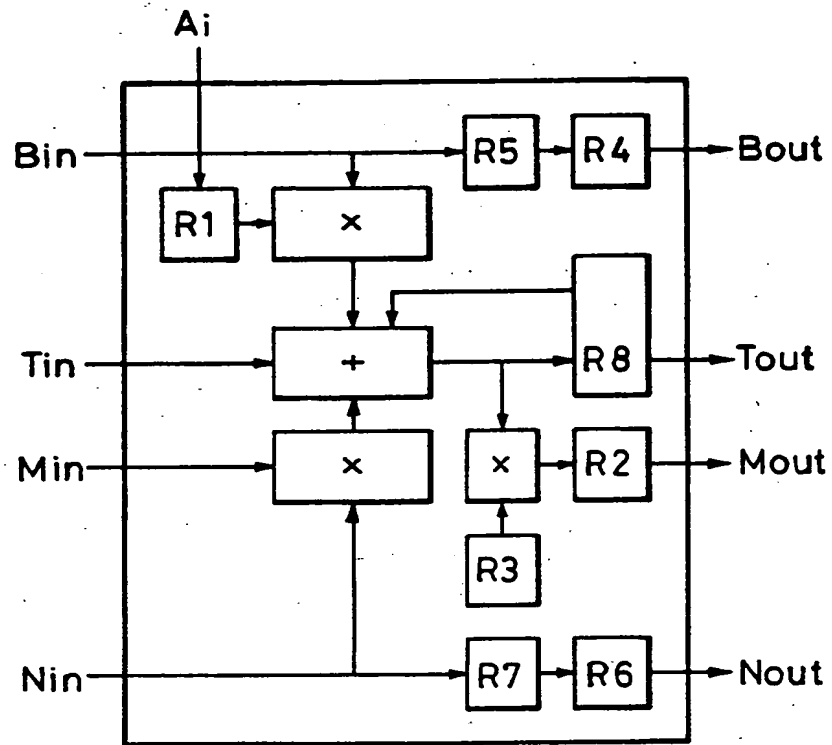 Ai
Bin R5 R4 Bout
R1 ×
Tin + R8 Tout
Min × × R2 Mout
R3
Nin R7 R6 Nout